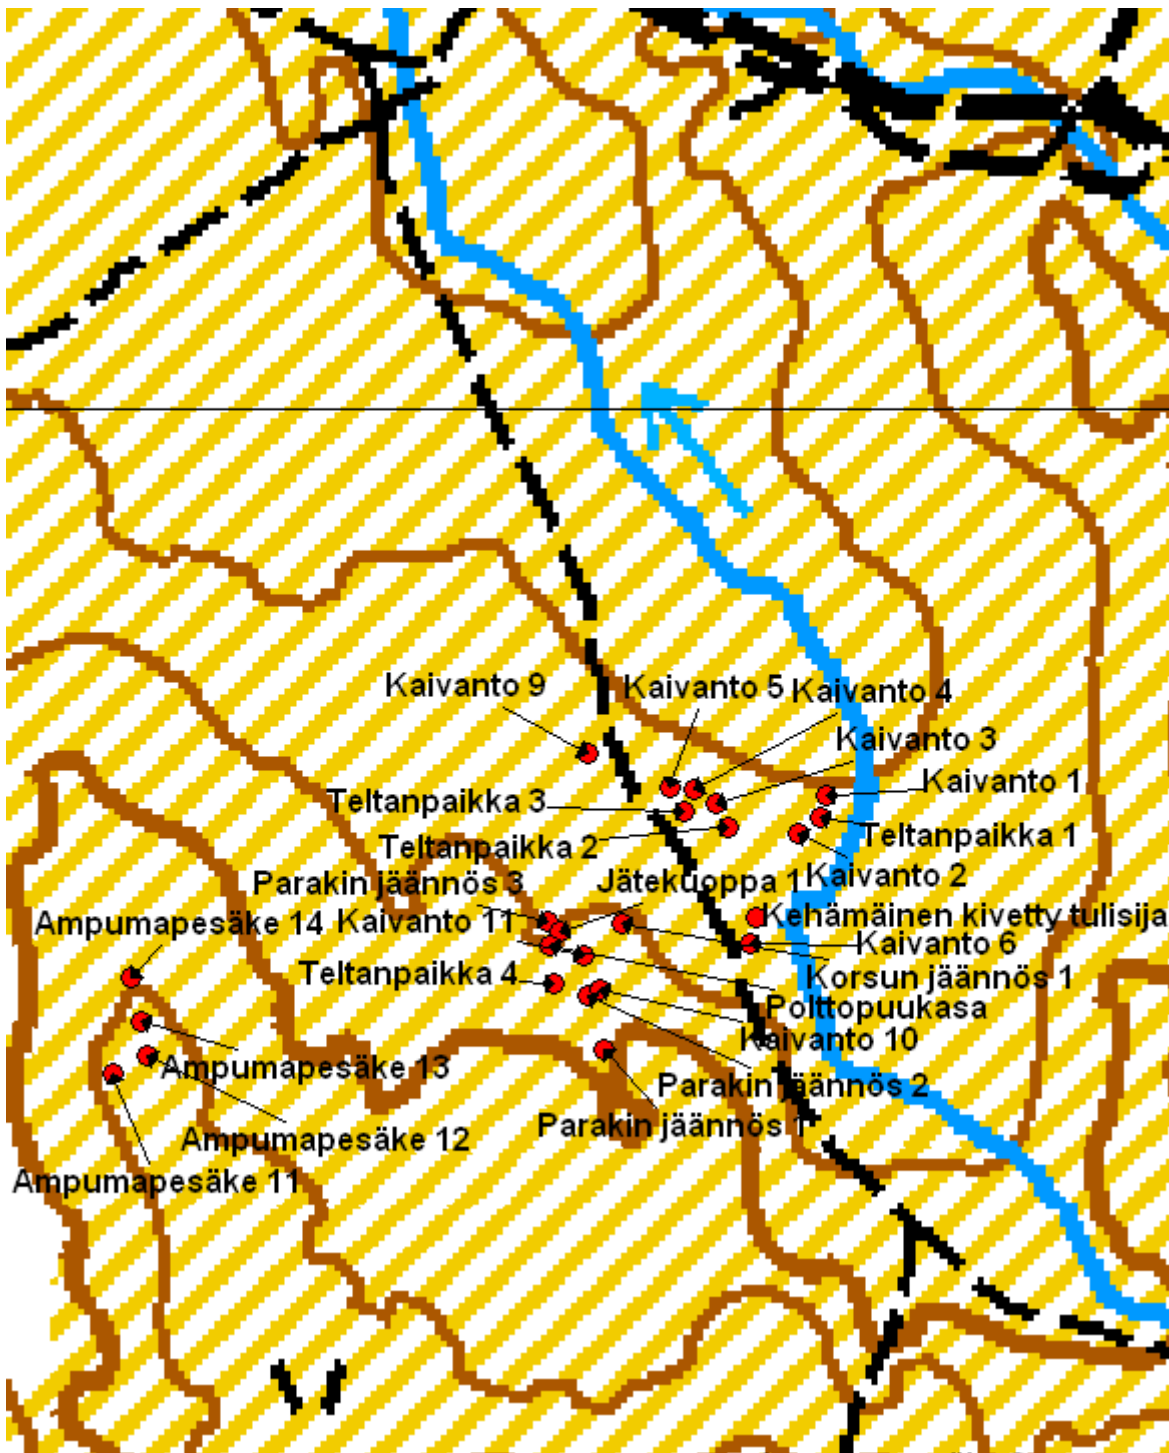 Kaivanto 9
Kaivanto 5
Kaivanto 4
Kaivanto 3
Kaivanto 1
Teltanpaikka 3
Teltanpaikka 1
Teltanpaikka 2
Kaivanto 2
Parakin jäännös 3
Jätekuoppa 1
Ampumapesäke 14
Kaivanto 11
Kehämäinen kivetty tulisija
Kaivanto 6
Teltanpaikka 4
Korsun jäännös 1
Polttopuukasa
Kaivanto 10
Ampumapesäke 13
Parakin jäännös 2
Parakin jäännös 1
Ampumapesäke 12
Ampumapesäke 11